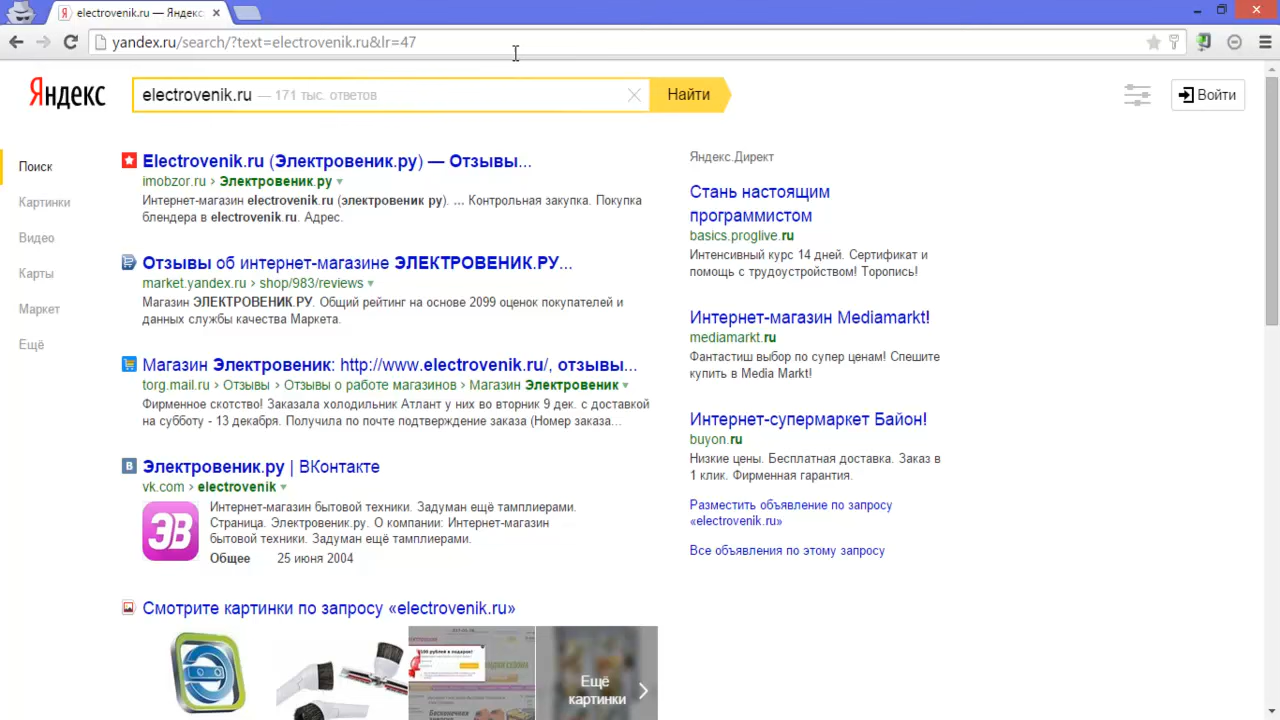 electrovenik.ru — Яндекс
yandex.ru/search/?text=electrovenik.ru&lr=47
Яндекс
electrovenik.ru — 171 тыс. ответов
Найти
Войти
Поиск
Картинки
Видео
Карты
Маркет
Ещё
Electrovenik.ru (Электровеник.ру) — Отзывы...
imobzor.ru › Электровеник.ру
Интернет-магазин electrovenik.ru (электровеник ру). ... Контрольная закупка. Покупка
блендера в electrovenik.ru. Адрес.
Отзывы об интернет-магазине ЭЛЕКТРОВЕНИК.РУ...
market.yandex.ru › shop/983/reviews
Магазин ЭЛЕКТРОВЕНИК.РУ. Общий рейтинг на основе 2099 оценок покупателей и
данных службы качества Маркета.
Магазин Электровеник: http://www.electrovenik.ru/, отзывы...
torg.mail.ru › Отзывы › Отзывы о работе магазинов › Магазин Электровеник
Фирменное скотство! Заказала холодильник Атлант у них во вторник 9 дек. с доставкой
на субботу - 13 декабря. Получила по почте подтверждение заказа (Номер заказа...
B
Электровеник.ру | ВКонтакте
vk.com › electrovenik
ЭВ
Интернет-магазин бытовой техники. Задуман ещё тамплиерами.
Страница. Электровеник.ру. О компании: Интернет-магазин
бытовой техники. Задуман ещё тамплиерами.
Общее 25 июня 2004
Смотрите картинки по запросу «electrovenik.ru»
Ещё
картинки
Яндекс.Директ
Стань настоящим
программистом
basics.proglive.ru
Интенсивный курс 14 дней. Сертификат и
помощь с трудоустройством! Торопись!
Интернет-магазин Mediamarkt!
mediamarkt.ru
Фантастиш выбор по супер ценам! Спешите
купить в Media Markt!
Интернет-супермаркет Байон!
buyon.ru
Низкие цены. Бесплатная доставка. Заказ в
1 клик. Фирменная гарантия.
Разместить объявление по запросу
«electrovenik.ru»
Все объявления по этому запросу